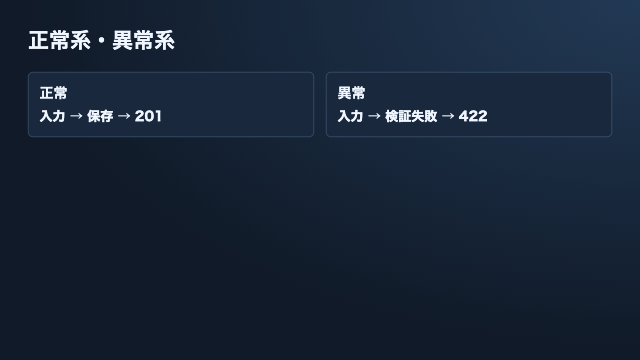 正常系・異常系
正常
入力 → 保存 → 201
異常
入力 → 検証失敗 → 422